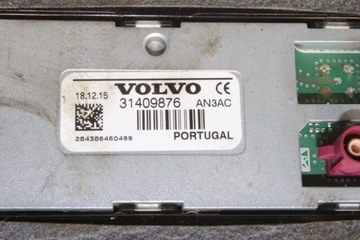 VOLVO
18.12.15 CE
31409876 AN3AC
PORTUGAL
284386460499